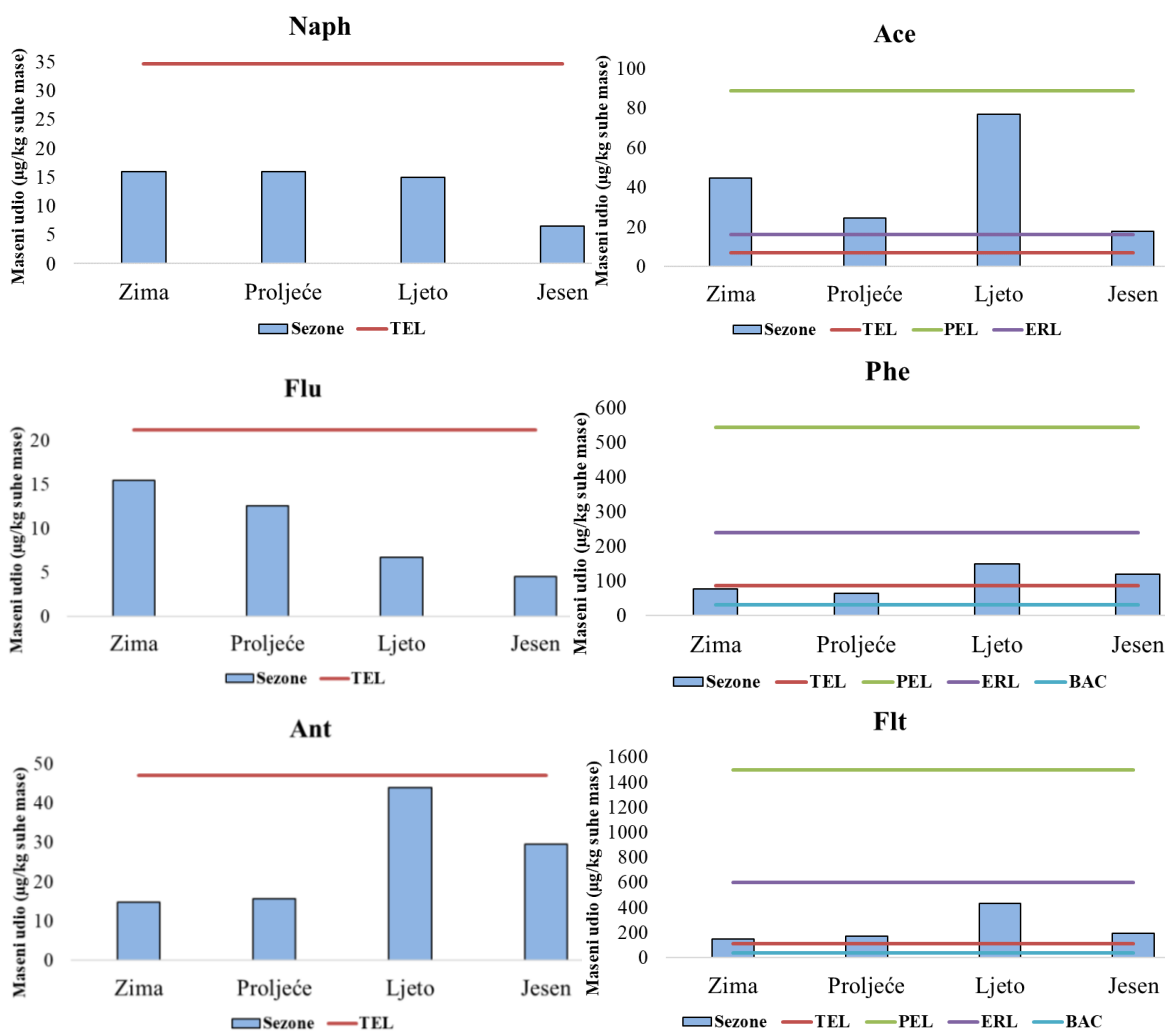 Naph
Maseni udio (µg/kg suhe mase)
35
30
25
20
15
10
5
0
Zima Proljeće Ljeto Jesen
Sezone TEL
Ace
Maseni udio (µg/kg suhe mase)
100
80
60
40
20
0
Zima Proljeće Ljeto Jesen
Sezone TEL PEL ERL
Flu
Maseni udio (µg/kg suhe mase)
20
15
10
5
0
Zima Proljeće Ljeto Jesen
Sezone TEL
Phe
Maseni udio (µg/kg suhe mase)
600
500
400
300
200
100
0
Zima Proljeće Ljeto Jesen
Sezone TEL PEL ERL BAC
Ant
Maseni udio (µg/kg suhe mase)
50
40
30
20
10
0
Zima Proljeće Ljeto Jesen
Sezone TEL
Flt
Maseni udio (µg/kg suhe mase)
1600
1400
1200
1000
800
600
400
200
0
Zima Proljeće Ljeto Jesen
Sezone TEL PEL ERL BAC